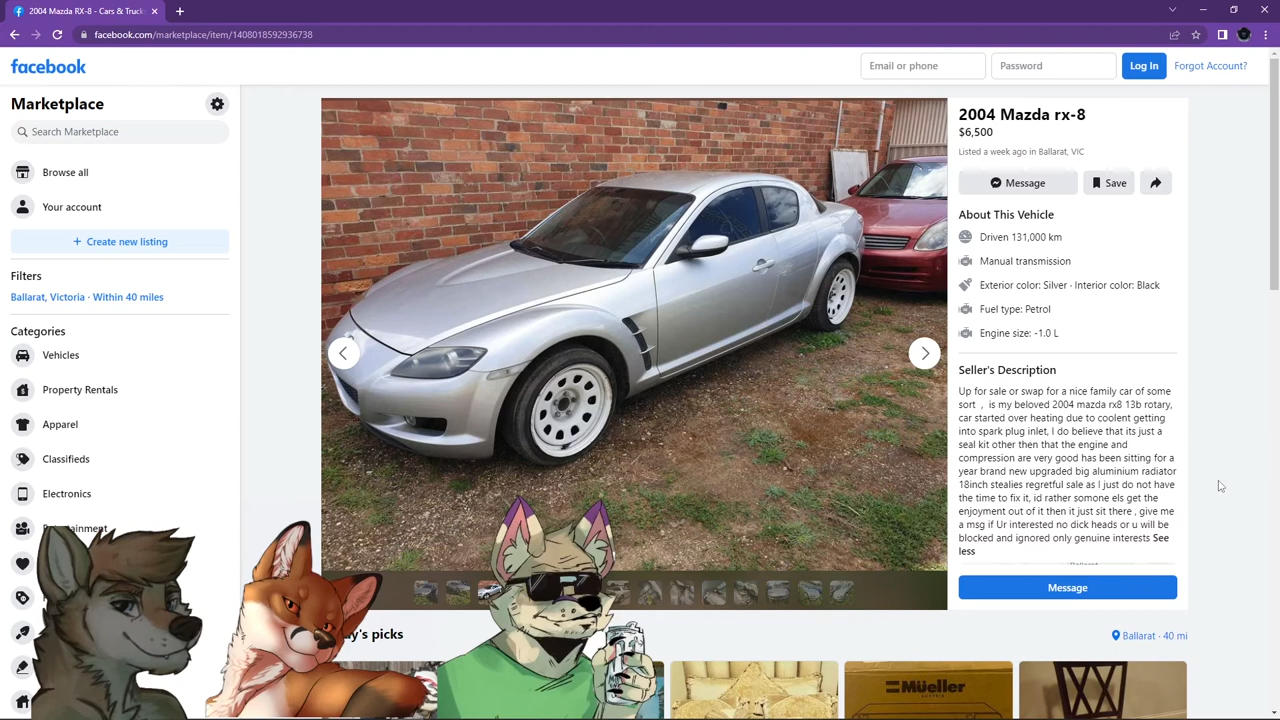 2004 Mazda RX-8 - Cars & Truck
facebook.com/marketplace/item/1408018592936738
facebook
Email or phone
Password
Log In
Forgot Account?
Marketplace
Search Marketplace
Browse all
Your account
+ Create new listing
Filters
Ballarat, Victoria · Within 40 miles
Categories
Vehicles
Property Rentals
Apparel
Classifieds
Electronics
2004 Mazda rx-8
$6,500
Listed a week ago in Ballarat, VIC
Message
Save
About This Vehicle
Driven 131,000 km
Manual transmission
Exterior color: Silver · Interior color: Black
Fuel type: Petrol
Engine size: -1.0 L
Seller's Description
Up for sale or swap for a nice family car of some
sort , is my beloved 2004 mazda rx8 13b rotary,
car started over heating due to coolent getting
into spark plug inlet, I do believe that its just a
seal kit other then that the engine and
compression are very good has been sitting for a
year brand new upgraded big aluminium radiator
18inch stealies regretful sale as I just do not have
the time to fix it, id rather somone els get the
enjoyment out of it then it just sit there , give me
a msg if Ur interested no dick heads or u will be
blocked and ignored only genuine interests See
less
Message
picks
Ballarat · 40 mi
Müeller